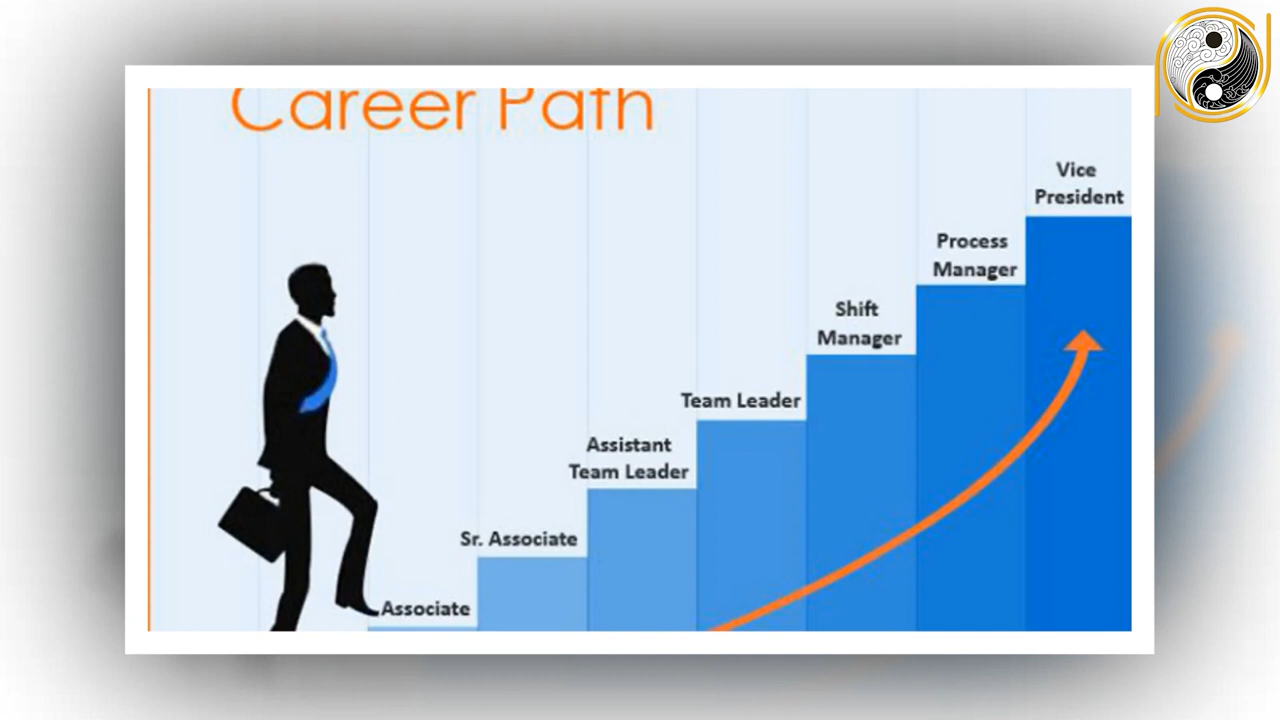 Career Path
Vice
President
Process
Manager
Shift
Manager
Team Leader
Assistant
Team Leader
Sr. Associate
Associate